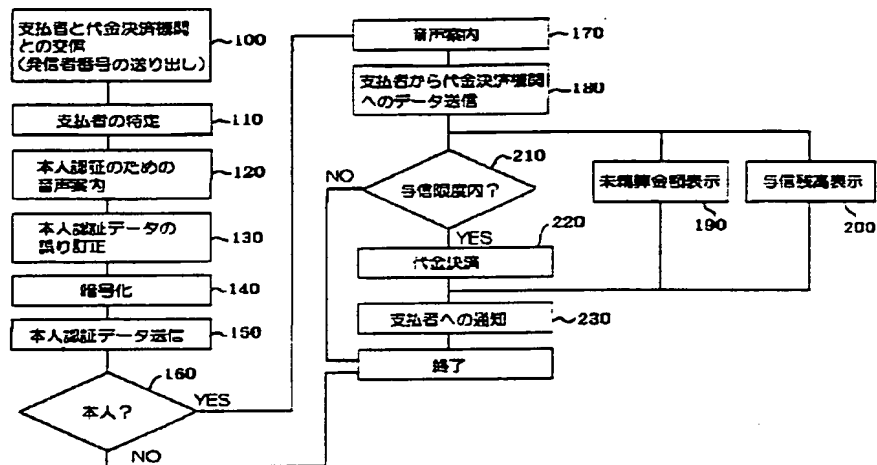 支払者と代金決済機関
との交信
(発信者番号の送り出し)
100
支払者の特定
110
本人認証のための
音声案内
120
本人認証データの
誤り訂正
130
暗号化
140
本人認証データ送信
150
160
本人?
YES
NO
音声案内
170
支払者から代金決済機関
へのデータ送信
180
210
与信限度内?
NO
YES
未精算金額表示
190
与信残高表示
200
220
代金決済
支払者への通知
230
終了